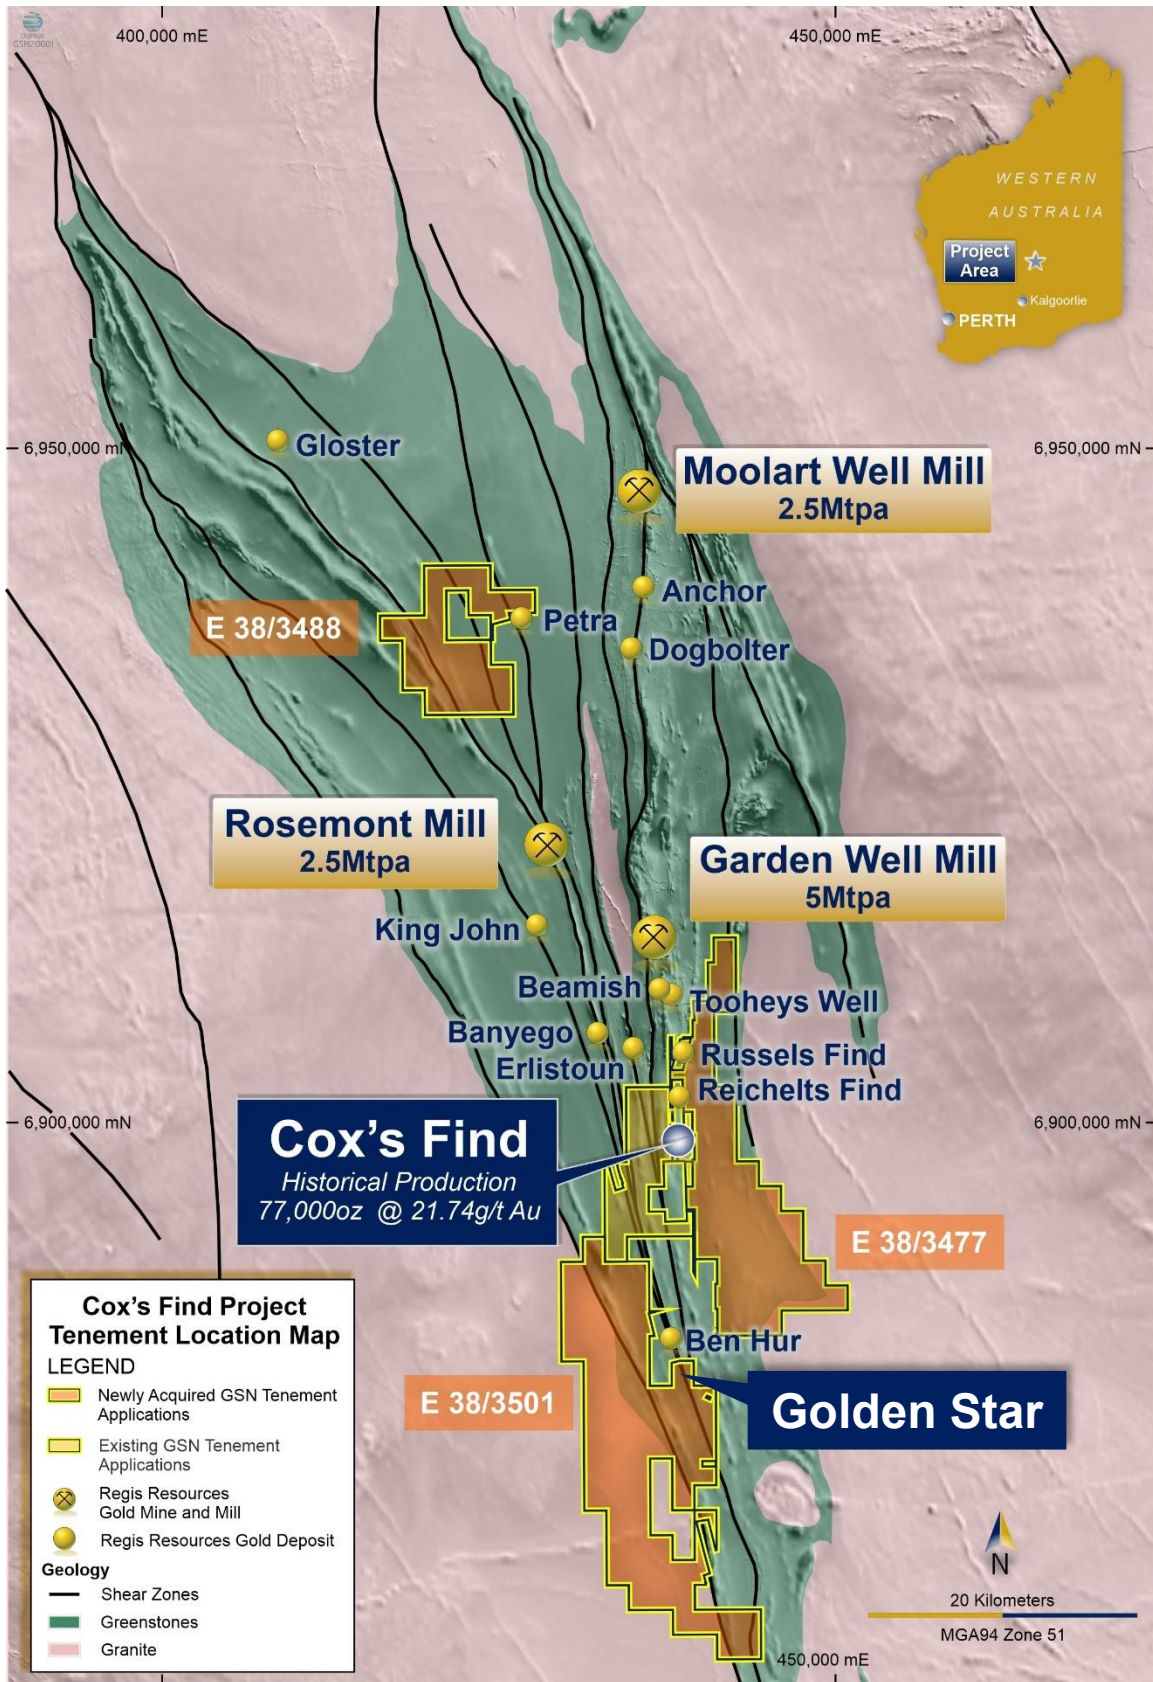 GSM20001
400,000 mE
450,000 mE
WESTERN
AUSTRALIA
Project
Area
Kalgoorlie
PERTH
6,950,000 mN
6,950,000 mN
Gloster
Moolart Well Mill
2.5Mtpa
Anchor
E 38/3488
Petra
Dogbolter
Rosemont Mill
2.5Mtpa
Garden Well Mill
5Mtpa
King John
Beamish
Tooheys Well
Banyego
Erlistoun
Russels Find
Reichelts Find
6,900,000 mN
6,900,000 mN
Cox's Find
Historical Production
77,000oz @ 21.74g/t Au
E 38/3477
Ben Hur
E 38/3501
Golden Star
Cox's Find Project
Tenement Location Map
LEGEND
Newly Acquired GSN Tenement
Applications
Existing GSN Tenement
Applications
Regis Resources
Gold Mine and Mill
Regis Resources Gold Deposit
Geology
Shear Zones
Greenstones
Granite
N
20 Kilometers
MGA94 Zone 51
450,000 mE